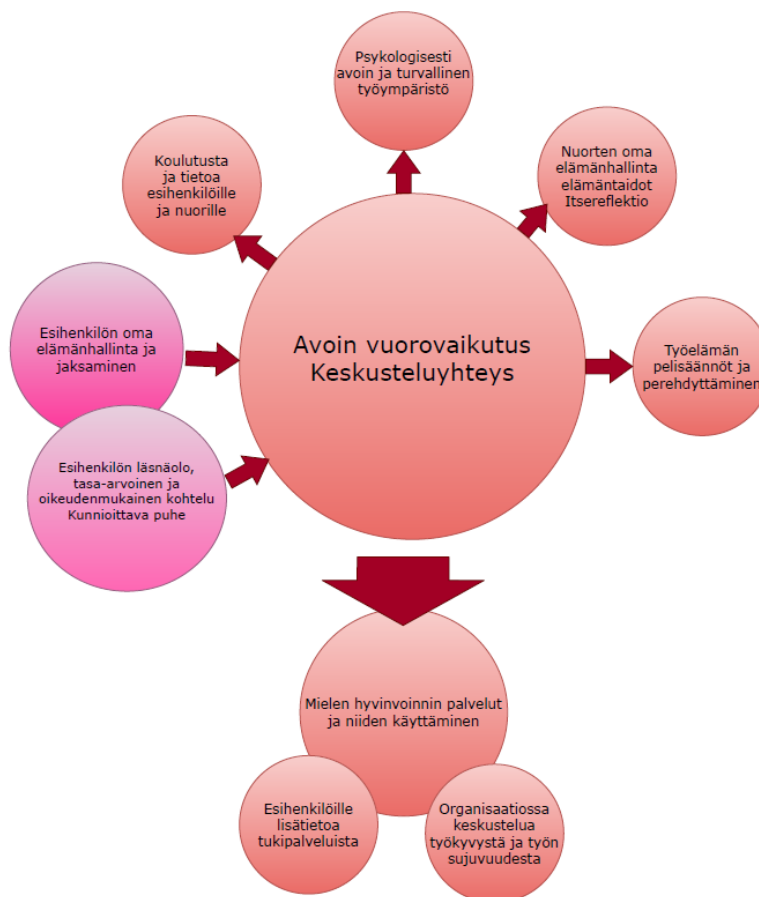 Psykologisesti
avoin ja turvallinen
työympäristö
Koulutusta
ja tietoa
esihenkilöille
ja nuorille
Nuorten oma
elämänhallinta
elämäntaidot
Itsereflektio
Esihenkilön oma
elämänhallinta ja
jaksaminen
Avoin vuorovaikutus
Keskusteluyhteys
Työelämän
pelisäännöt ja
perehdyttäminen
Esihenkilön läsnäolo,
tasa-arvoinen ja
oikeudenmukainen kohtelu
Kunnioittava puhe
Mielen hyvinvoinnin palvelut
ja niiden käyttäminen
Esihenkilöille
lisätietoa
tukipalveluista
Organisaatiossa
keskustelua
työkyvystä ja työn
sujuvuudesta